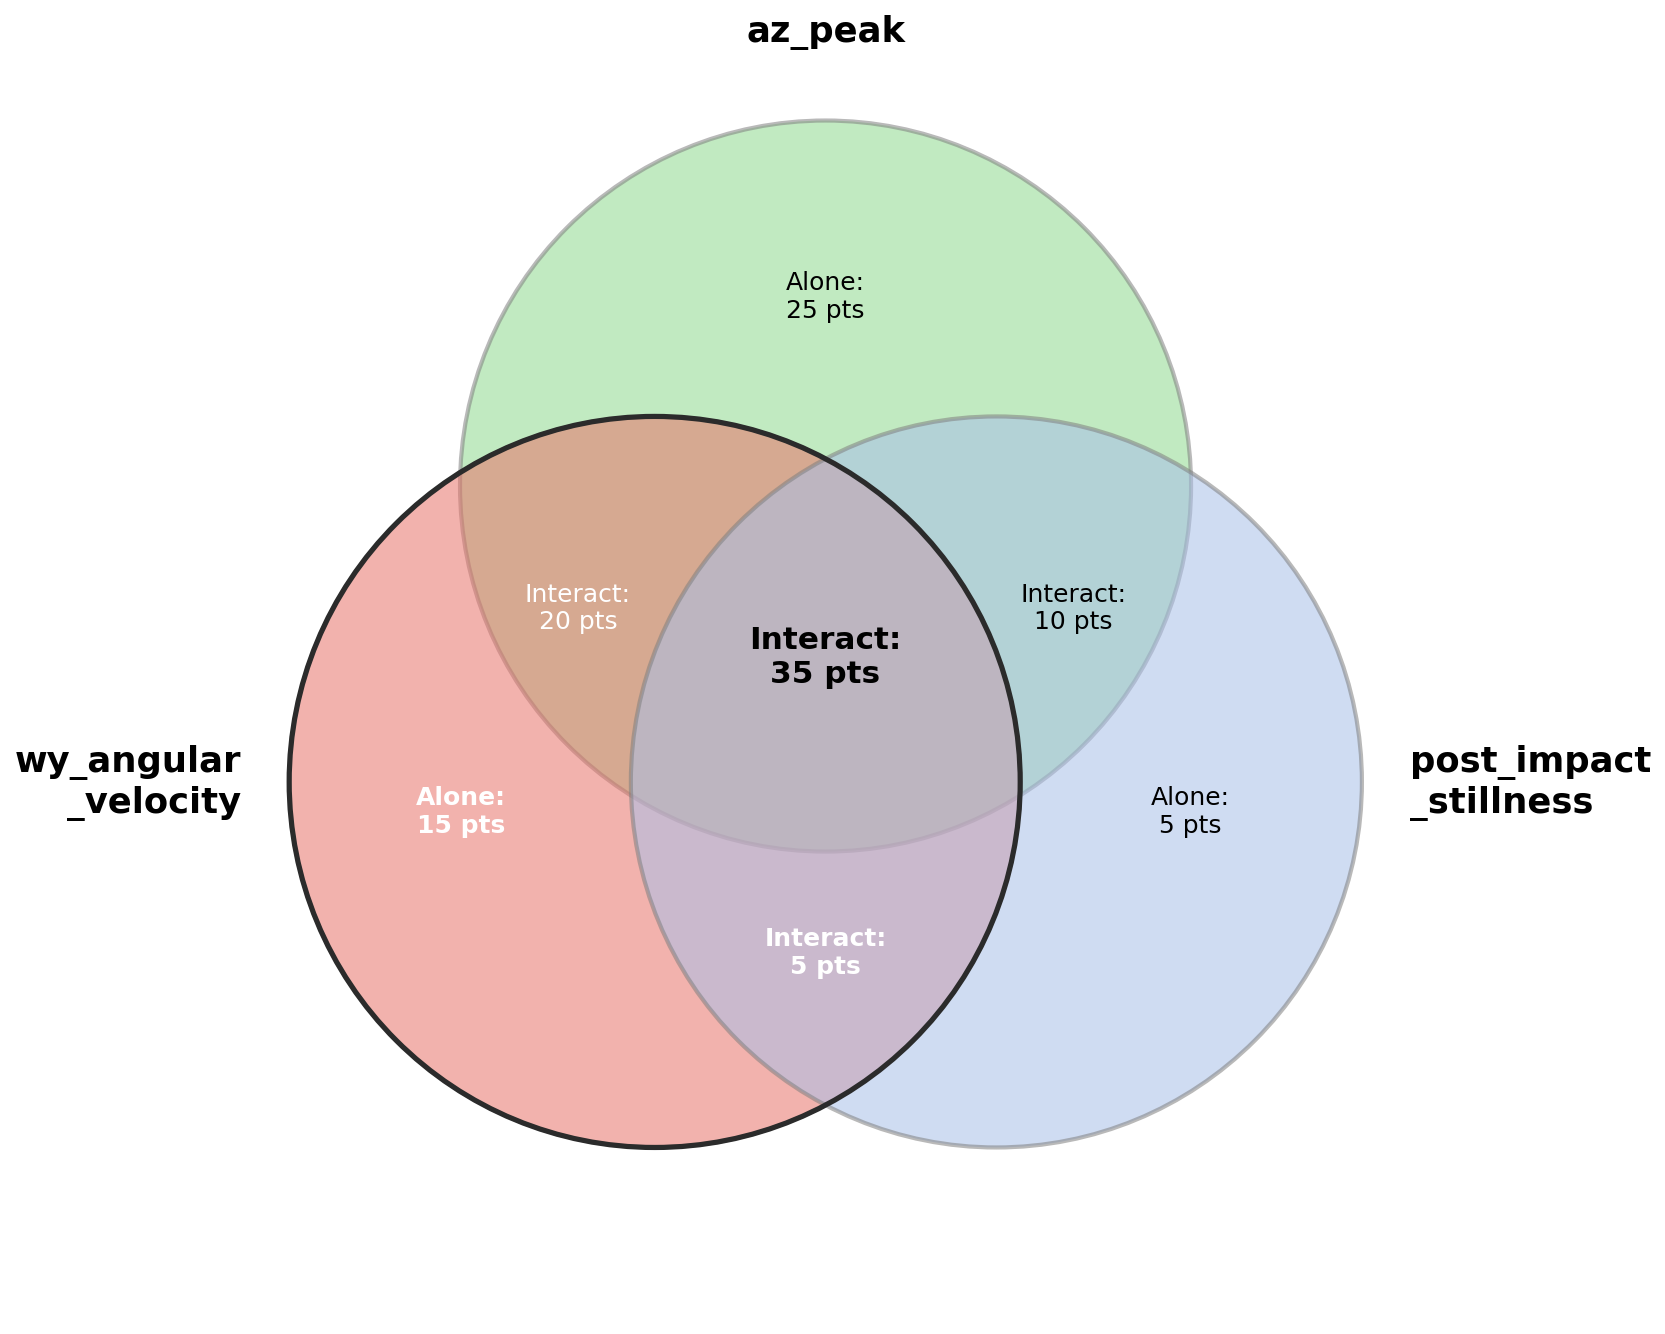 az_peak
Alone:
25 pts
Interact:
20 pts
Interact:
10 pts
Interact:
35 pts
wy_angular
_velocity
post_impact
_stillness
Alone:
15 pts
Alone:
5 pts
Interact:
5 pts